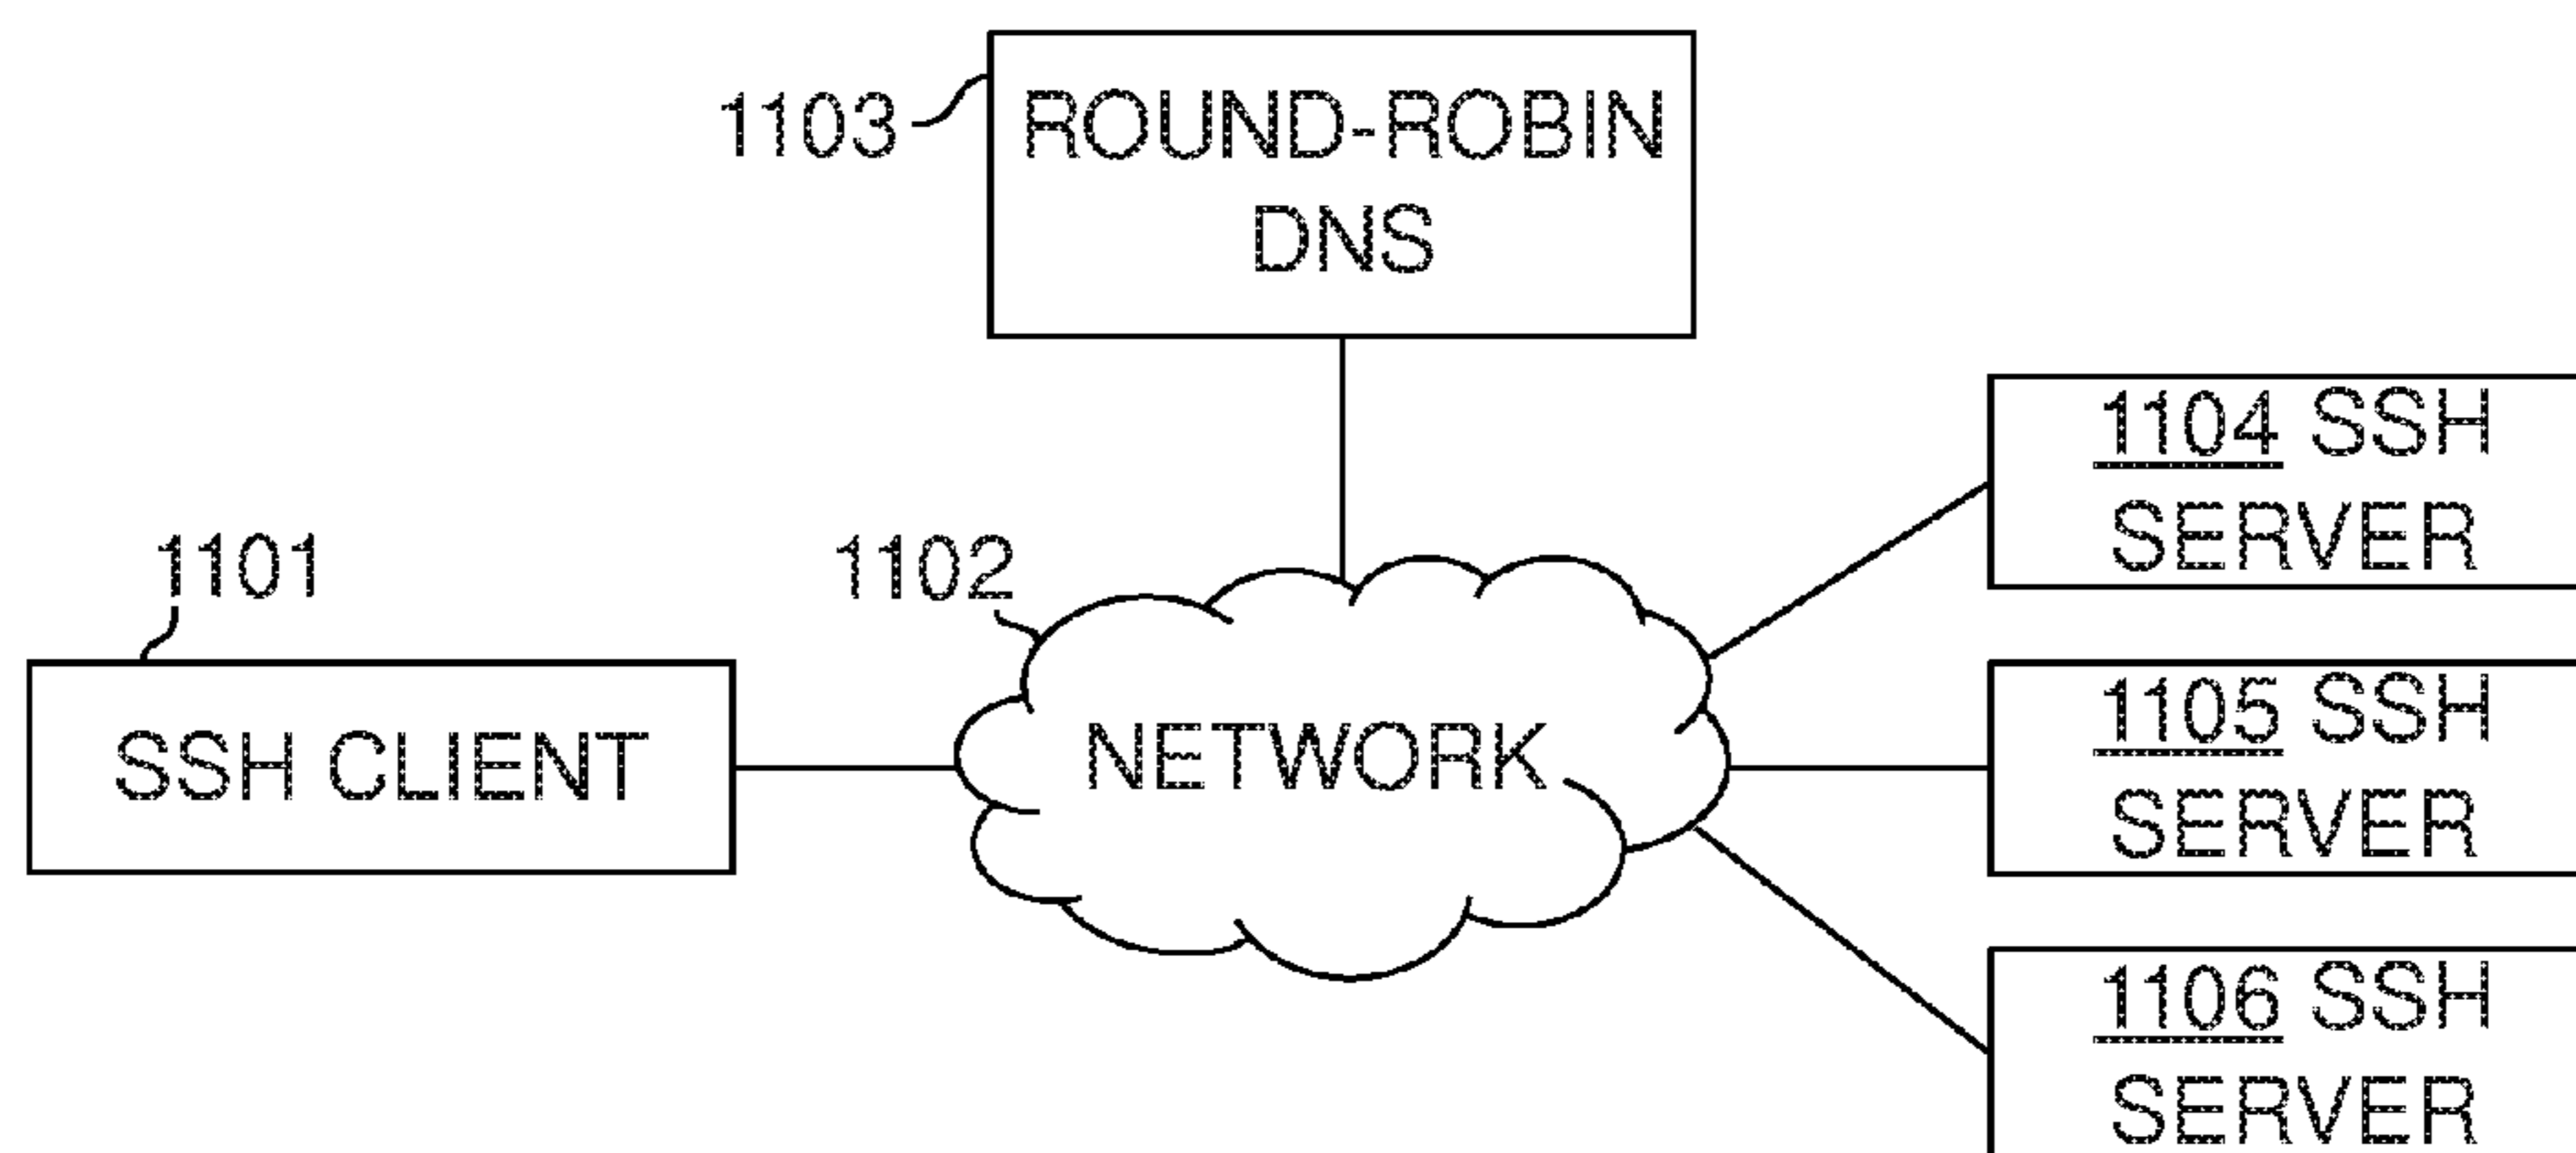 1103
ROUND-ROBIN
DNS
1104 SSH
SERVER
1101
1102
SSH CLIENT
NETWORK
1105 SSH
SERVER
1106 SSH
SERVER